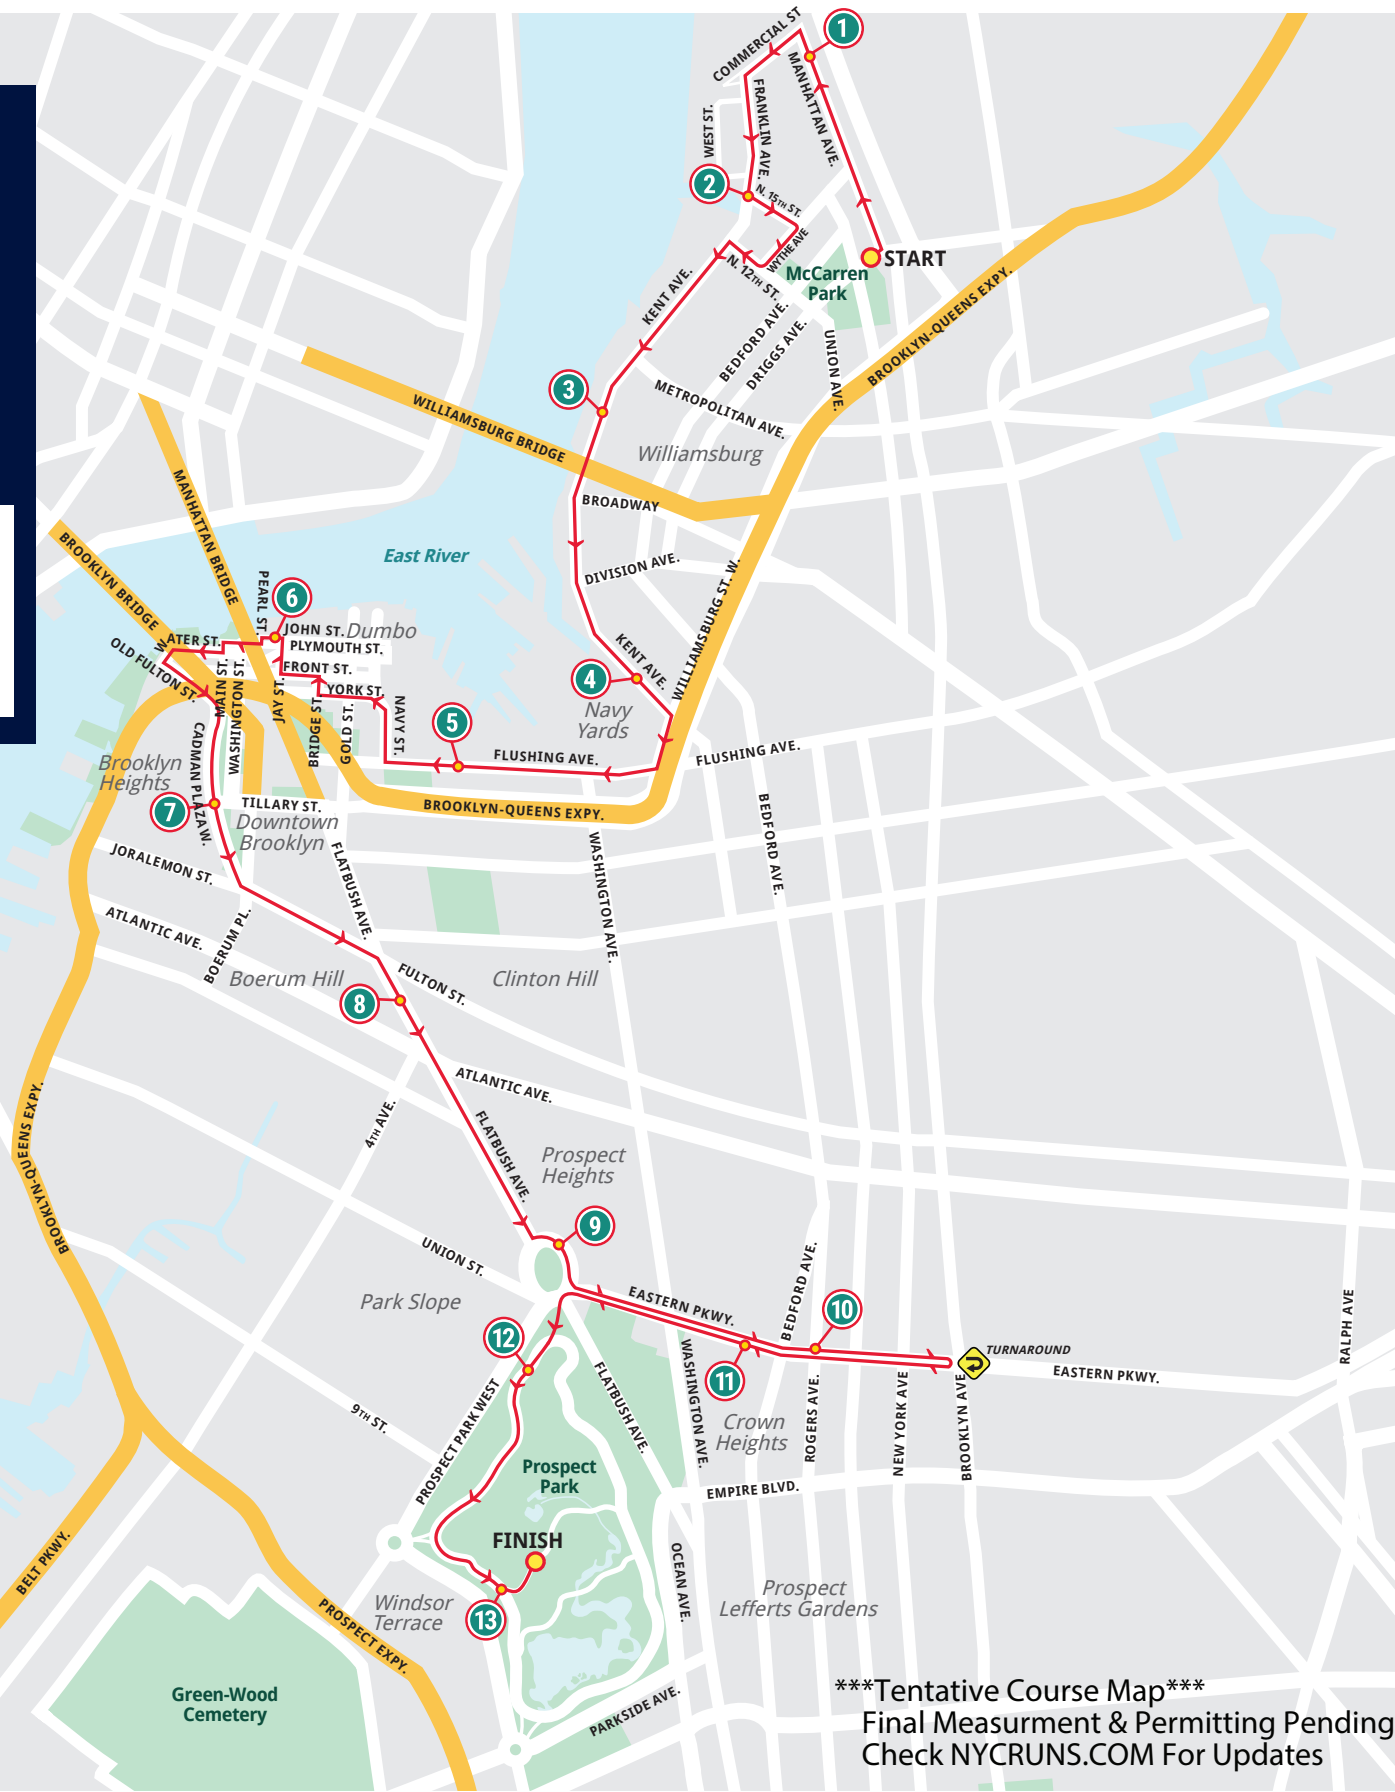 COMMERCIAL ST
1
MANHATTAN AVE.
FRANKLIN AVE.
WEST ST.
2
N. 15TH ST.
WYTHE AVE
N. 12TH ST.
START
McCarren
Park
KENT AVE.
BEDFORD AVE.
DRIGGS AVE.
UNION AVE.
BROOKLYN-QUEENS EXPY.
3
METROPOLITAN AVE.
WILLIAMSBURG BRIDGE
Williamsburg
BROADWAY
MANHATTAN BRIDGE
BROOKLYN BRIDGE
East River
DIVISION AVE.
WILLIAMSBURG ST. W.
PEARL ST.
6
JOHN ST.
Dumbo
WATER ST.
PLYMOUTH ST.
OLD FULTON ST.
FRONT ST.
KENT AVE.
MAIN ST.
WASHINGTON ST.
JAY ST.
YORK ST.
4
BRIDGE ST.
GOLD ST.
NAVY ST.
Navy
Yards
5
CADMAN PLAZA W.
Brooklyn
Heights
FLUSHING AVE.
FLUSHING AVE.
7
TILLARY ST.
BROOKLYN-QUEENS EXPY.
Downtown
Brooklyn
JORALEMON ST.
FLATBUSH AVE.
WASHINGTON AVE.
BEDFORD AVE.
ATLANTIC AVE.
BOERUM PL.
Boerum Hill
FULTON ST.
Clinton Hill
8
ATLANTIC AVE.
4TH AVE.
FLATBUSH AVE.
BROOKLYN-QUEENS EXPY.
BROOKLYN-QUEENS EXPY.
Prospect
Heights
9
UNION ST.
Park Slope
EASTERN PKWY.
BEDFORD AVE.
10
12
TURNAROUND
RALPH AVE
11
EASTERN PKWY.
PROSPECT PARK WEST
FLATBUSH AVE.
WASHINGTON AVE.
9TH ST.
Crown
Heights
ROGERS AVE.
NEW YORK AVE
BROOKLYN AVE
Prospect
Park
EMPIRE BLVD.
FINISH
BELT PKWY.
OCEAN AVE.
Prospect
Lefferts Gardens
Windsor
Terrace
13
PROSPECT EXPY.
Green-Wood
Cemetery
PARKSIDE AVE.
***Tentative Course Map***
Final Measurment & Permitting Pending
Check NYCRUNS.COM For Updates